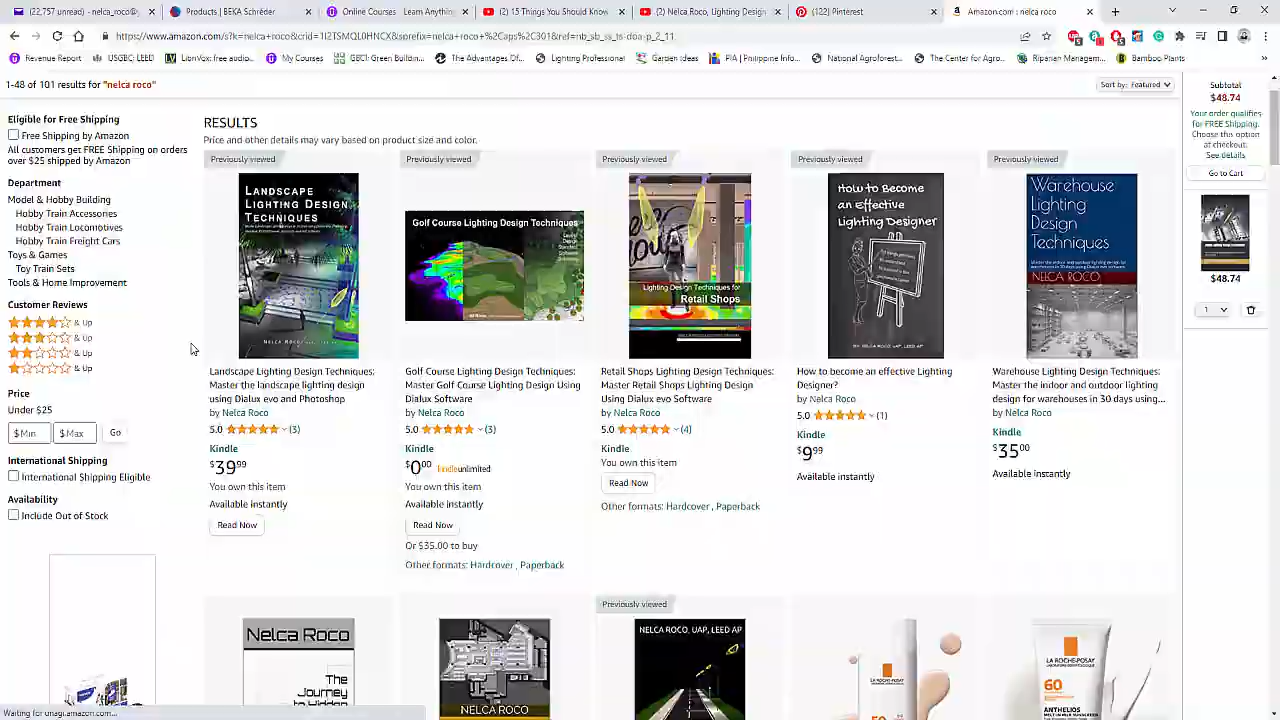 (22,757 unread) - nelca_roco@y
Products | BEKA Schréder
Online Courses - Learn Anythin
(2) 15 Things You Should Know
(2) Nelca Roco, Lighting Design
(122) Pinterest
Amazon.com : nelca roco
https://www.amazon.com/s?k=nelca+roco&crid=1I2TSMQL0HNCX&sprefix=nelca+roco+%2Caps%2C301&ref=nb_sb_ss_ts-doa-p_2_11
Revenue Report
USGBC: LEED
LibriVox: free audio...
My Courses
GBCI: Green Building
The Advantages Of...
Lighting Professional
Garden Ideas
PIA | Philippine Info...
National Agroforest...
The Center for Agro...
Riparian Managem...
Bamboo Plants
1-48 of 101 results for "nelca roco"
Sort by: Featured
Eligible for Free Shipping
Free Shipping by Amazon
All customers get FREE Shipping on orders
over $25 shipped by Amazon
Department
Model & Hobby Building
Hobby Train Accessories
Hobby Train Locomotives
Hobby Train Freight Cars
Toys & Games
Toy Train Sets
Tools & Home Improvement
Customer Reviews
& Up
& Up
& Up
& Up
Price
Under $25
$ Min
$ Max
Go
International Shipping
International Shipping Eligible
Availability
Include Out of Stock
RESULTS
Price and other details may vary based on product size and color.
Previously viewed
LANDSCAPE
LIGHTING DESIGN
TECHNIQUES
Landscape Lighting Design Techniques:
Master the landscape lighting design
using Dialux evo and Photoshop
by Nelca Roco
5.0 (3)
Kindle
$39.99
You own this item
Available instantly
Read Now
Previously viewed
Golf Course Lighting Design Techniques
Golf Course Lighting Design Techniques:
Master Golf Course Lighting Design Using
Dialux Software
by Nelca Roco
5.0 (3)
Kindle
$0.00 kindleunlimited
You own this item
Available instantly
Read Now
Or $35.00 to buy
Other formats: Hardcover , Paperback
Previously viewed
Lighting Design Techniques for
Retail Shops
Retail Shops Lighting Design Techniques:
Master Retail Shops Lighting Design
Using Dialux evo Software
by Nelca Roco
5.0 (4)
Kindle
You own this item
Read Now
Other formats: Hardcover , Paperback
Previously viewed
How to Become
an Effective
Lighting Designer
BY: NELCA ROCO, UAP, LEED AP
How to become an effective Lighting
Designer?
by Nelca Roco
5.0 (1)
Kindle
$9.99
Available instantly
Previously viewed
Warehouse
Lighting
Design
Techniques
NELCA ROCO
Warehouse Lighting Design Techniques:
Master the indoor and outdoor lighting
design for warehouses in 30 days using...
by Nelca Roco
Kindle
$35.00
Available instantly
Subtotal
$48.74
Your order qualifies
for FREE Shipping.
Choose this option
at checkout.
See details
Go to Cart
$48.74
1
Nelca Roco
The
Journey
to Hidden
NELCA ROCO
Previously viewed
NELCA ROCO, UAP, LEED AP
50
LA ROCHE-POSAY
60
ANTHELIOS
Waiting for unagi.amazon.com...